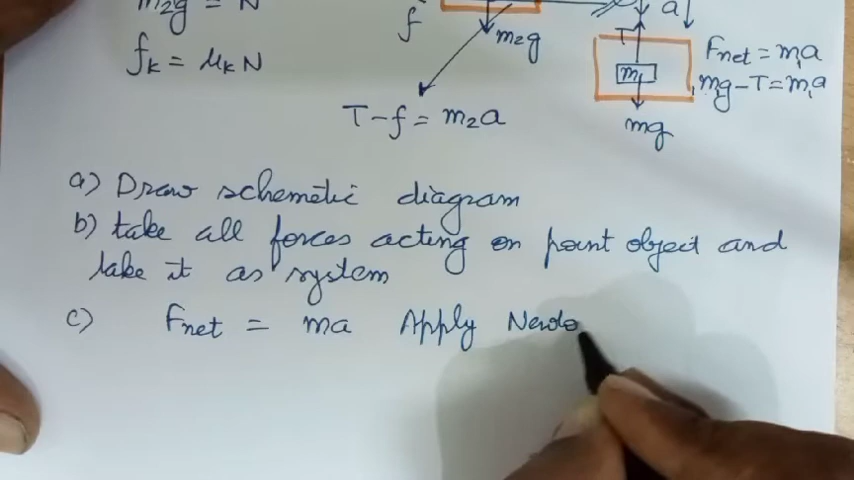 m₂g = N
fₖ = μₖ N
f
m₂g
T - f = m₂a
a
T
m₁
mg
Fnet = m₁a
m₁g - T = m₁a
a) Draw schemetic diagram
b) take all forces acting on point object and
take it as system
c) Fnet = ma Apply Newto